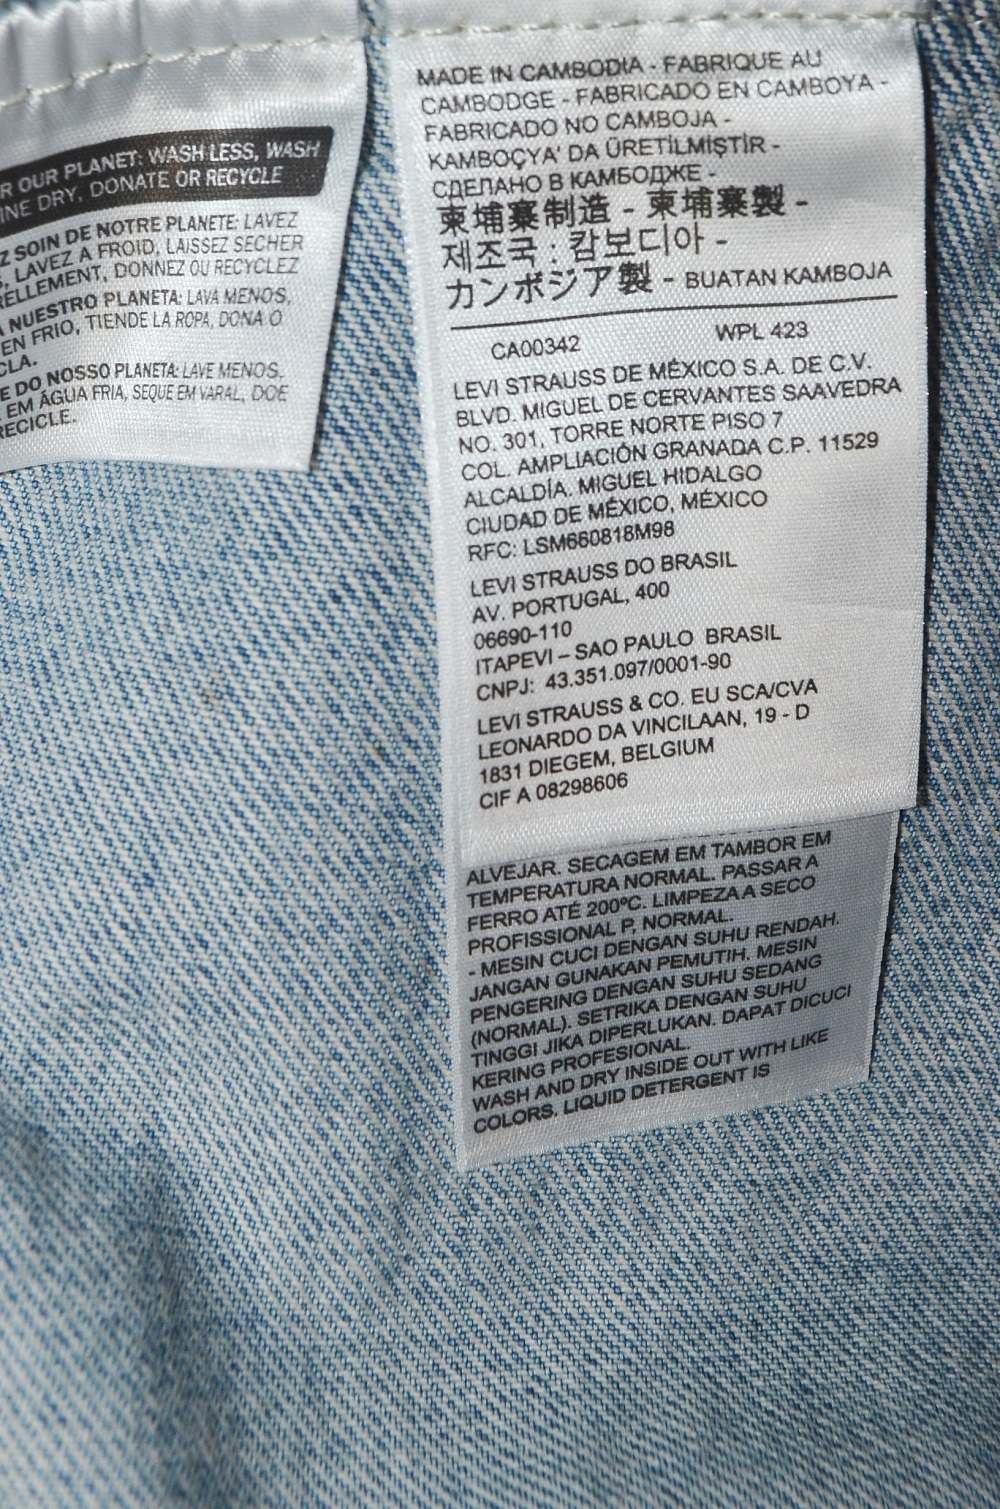 R OUR PLANET: WASH LESS, WASH
INE DRY, DONATE OR RECYCLE
Z SOIN DE NOTRE PLANETE: LAVEZ
LAVEZ A FROID, LAISSEZ SECHER
RELLEMENT, DONNEZ OU RECYCLEZ
A NUESTRO PLANETA: LAVA MENOS,
EN FRIO, TIENDE LA ROPA, DONA O
CLA.
E DO NOSSO PLANETA: LAVE MENOS,
EM ÁGUA FRIA, SEQUE EM VARAL, DOE
RECICLE.
MADE IN CAMBODIA - FABRIQUE AU
CAMBODGE - FABRICADO EN CAMBOYA -
FABRICADO NO CAMBOJA -
KAMBOÇYA' DA ÜRETİLMİŞTİR -
СДЕЛАНО В КАМБОДЖЕ -
柬埔寨制造 - 柬埔寨製 -
제조국 : 캄보디아 -
カンボジア製 - BUATAN KAMBOJA
CA00342 WPL 423
LEVI STRAUSS DE MÉXICO S.A. DE C.V.
BLVD. MIGUEL DE CERVANTES SAAVEDRA
NO. 301, TORRE NORTE PISO 7
COL. AMPLIACIÓN GRANADA C.P. 11529
ALCALDÍA. MIGUEL HIDALGO
CIUDAD DE MÉXICO, MÉXICO
RFC: LSM660818M98
LEVI STRAUSS DO BRASIL
AV. PORTUGAL, 400
06690-110
ITAPEVI – SAO PAULO BRASIL
CNPJ: 43.351.097/0001-90
LEVI STRAUSS & CO. EU SCA/CVA
LEONARDO DA VINCILAAN, 19 - D
1831 DIEGEM, BELGIUM
CIF A 08298606
ALVEJAR. SECAGEM EM TAMBOR EM
TEMPERATURA NORMAL. PASSAR A
FERRO ATÉ 200ºC. LIMPEZA A SECO
PROFISSIONAL P, NORMAL.
- MESIN CUCI DENGAN SUHU RENDAH.
JANGAN GUNAKAN PEMUTIH. MESIN
PENGERING DENGAN SUHU SEDANG
(NORMAL). SETRIKA DENGAN SUHU
TINGGI JIKA DIPERLUKAN. DAPAT DICUCI
KERING PROFESIONAL.
WASH AND DRY INSIDE OUT WITH LIKE
COLORS. LIQUID DETERGENT IS